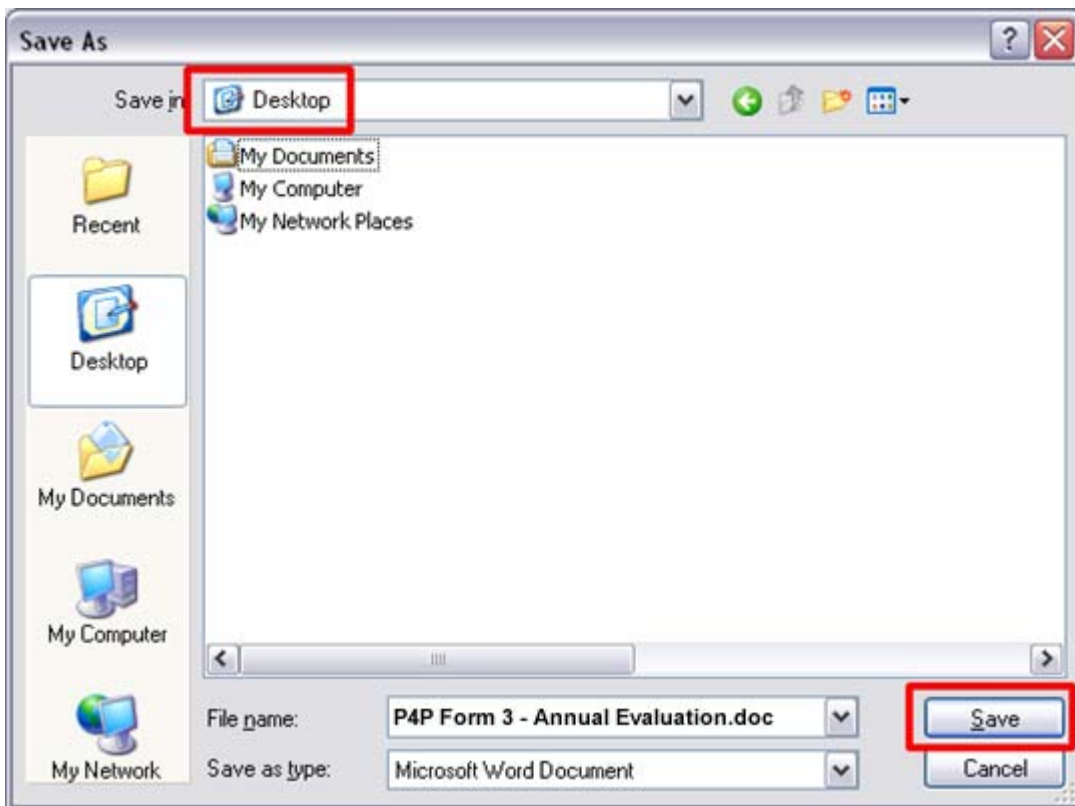 Save As
Save in
Desktop
My Documents
My Computer
My Network Places
Recent
Desktop
My Documents
My Computer
My Network
File name:
P4P Form 3 - Annual Evaluation.doc
Save
Save as type:
Microsoft Word Document
Cancel